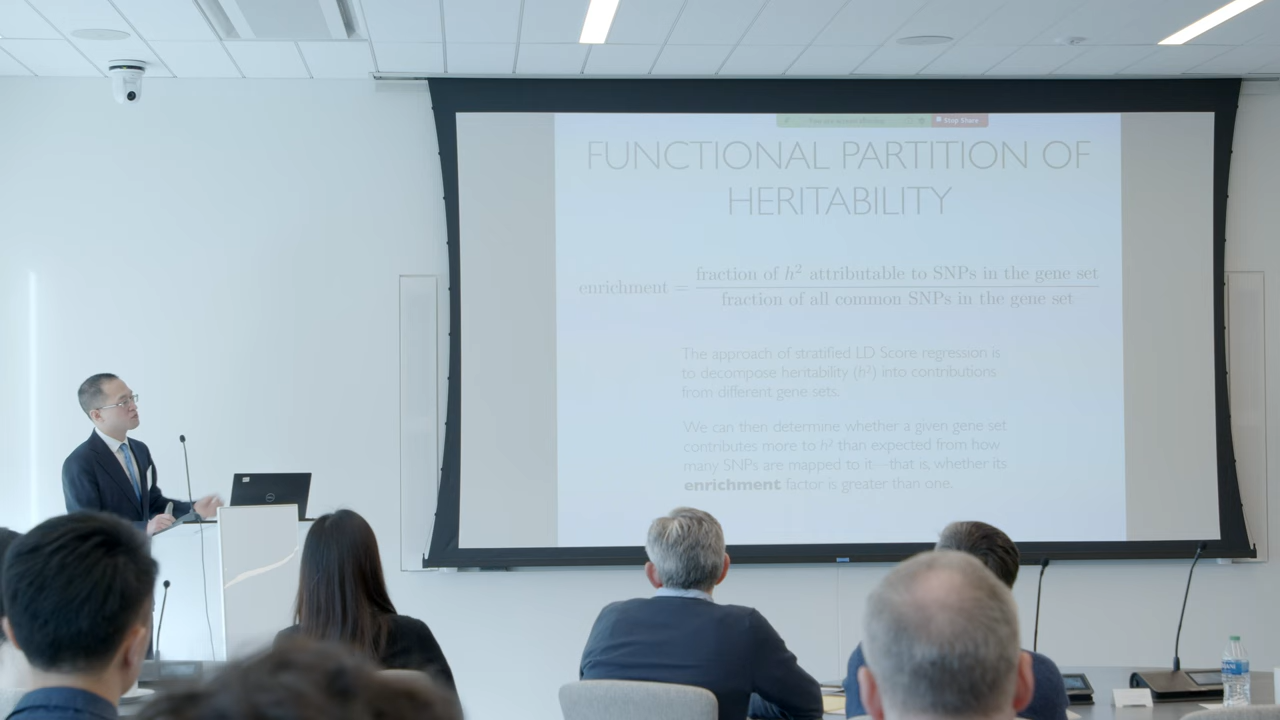 Stop Share
FUNCTIONAL PARTITION OF
HERITABILITY
enrichment = fraction of h² attributable to SNPs in the gene set
fraction of all common SNPs in the gene set
The approach of stratified LD Score regression is
to decompose heritability (h²) into contributions
from different gene sets.
We can then determine whether a given gene set
contributes more to h² than expected from how
many SNPs are mapped to it—that is, whether its
enrichment factor is greater than one.
DELL